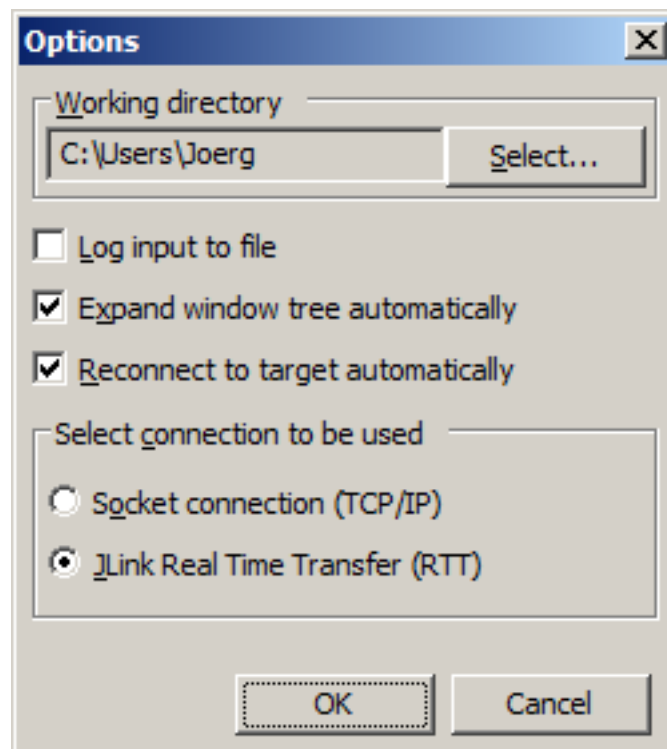 Options
Working directory
C:\Users\Joerg
Select...
Log input to file
Expand window tree automatically
Reconnect to target automatically
Select connection to be used
Socket connection (TCP/IP)
JLink Real Time Transfer (RTT)
OK
Cancel